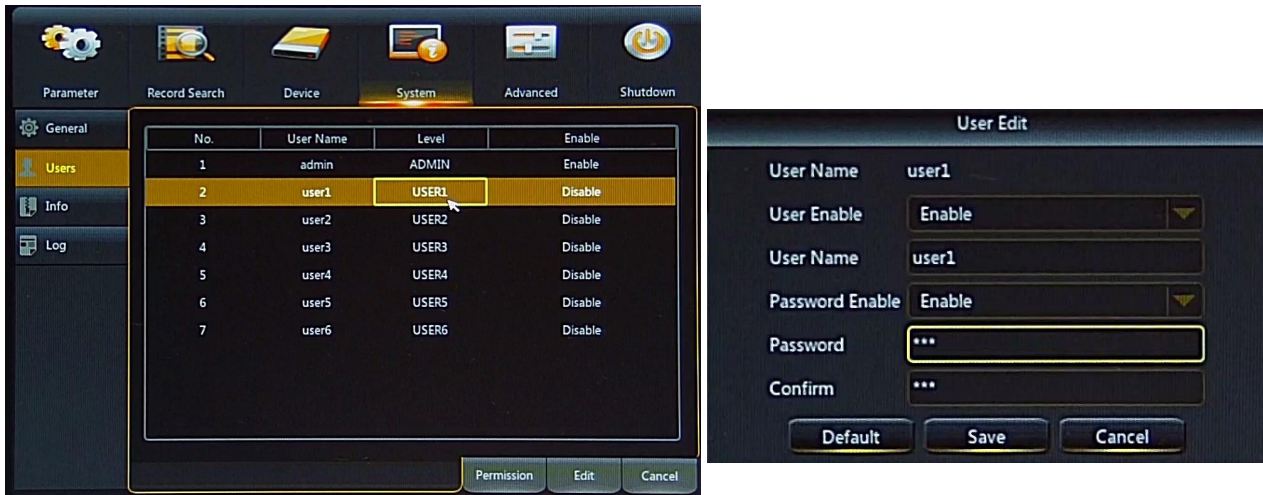 Parameter Record Search Device System Advanced Shutdown
General
Users
Info
Log
No. User Name Level Enable
1 admin ADMIN Enable
2 user1 USER1 Disable
3 user2 USER2 Disable
4 user3 USER3 Disable
5 user4 USER4 Disable
6 user5 USER5 Disable
7 user6 USER6 Disable
Permission Edit Cancel
User Edit
User Name user1
User Enable Enable
User Name user1
Password Enable Enable
Password ***
Confirm ***
Default Save Cancel